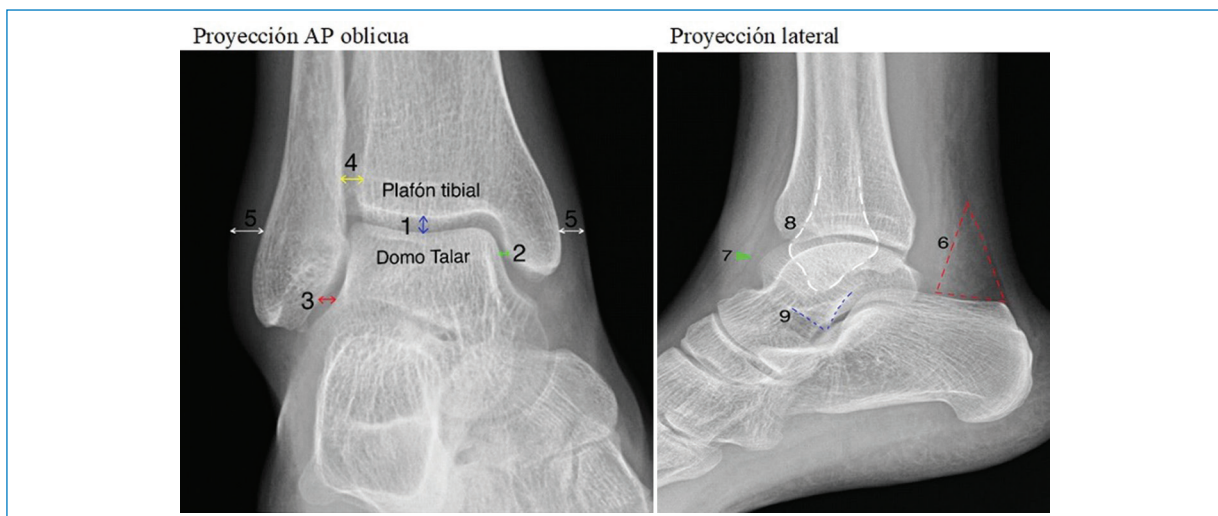 Proyección AP oblicua
Proyección lateral
4
Plafón tibial
5
5
1
2
Domo Talar
3
8
6
7
9